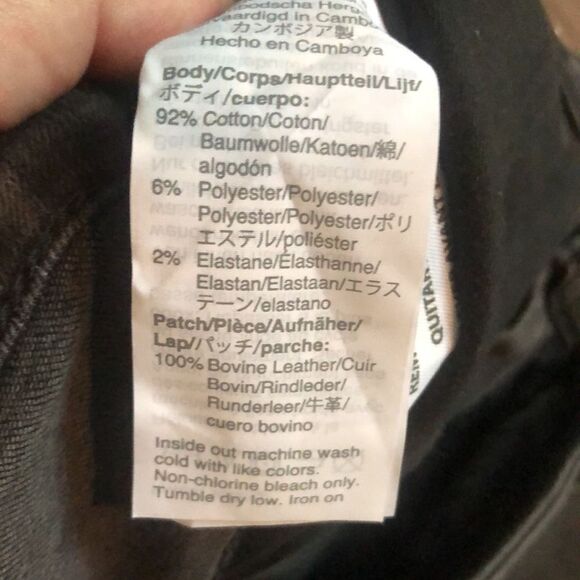 vaardigd in Cambo
カンボジア製
Hecho en Camboya
Body/Corps/Hauptteil/Lijf/
ボディ/cuerpo:
92% Cotton/Coton/
Baumwolle/Katoen/綿/
algodón
6% Polyester/Polyester/
Polyester/Polyester/ポリ
エステル/poliéster
2% Elastane/Élasthanne/
Elastan/Elastaan/エラス
テーン/elastano
Patch/Pièce/Aufnäher/
Lap/パッチ/parche:
100% Bovine Leather/Cuir
Bovin/Rindleder/
Runderleer/牛革/
cuero bovino
Inside out machine wash
cold with like colors.
Non-chlorine bleach only.
Tumble dry low. Iron on
QUITAR
AVANT